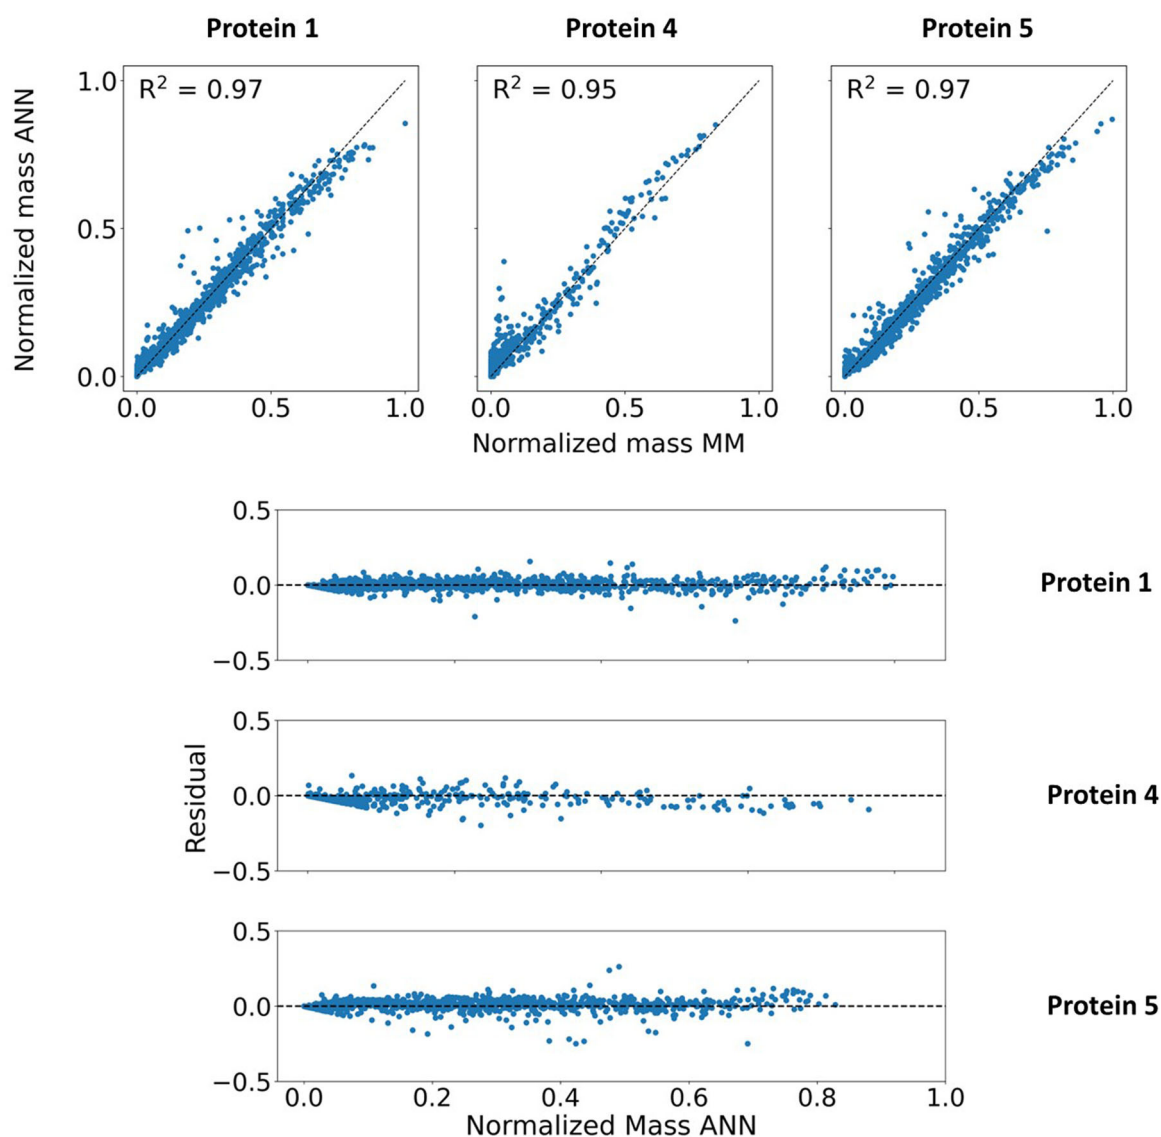 Protein 1 Protein 4 Protein 5
Normalized mass ANN
1.0
0.5
0.0
R² = 0.97
R² = 0.95
R² = 0.97
0.0 0.5 1.0 0.0 0.5 1.0 0.0 0.5 1.0
Normalized mass MM
0.5
0.0
−0.5
Protein 1
Residual
0.5
0.0
−0.5
Protein 4
0.5
0.0
−0.5
Protein 5
0.0 0.2 0.4 0.6 0.8 1.0
Normalized Mass ANN